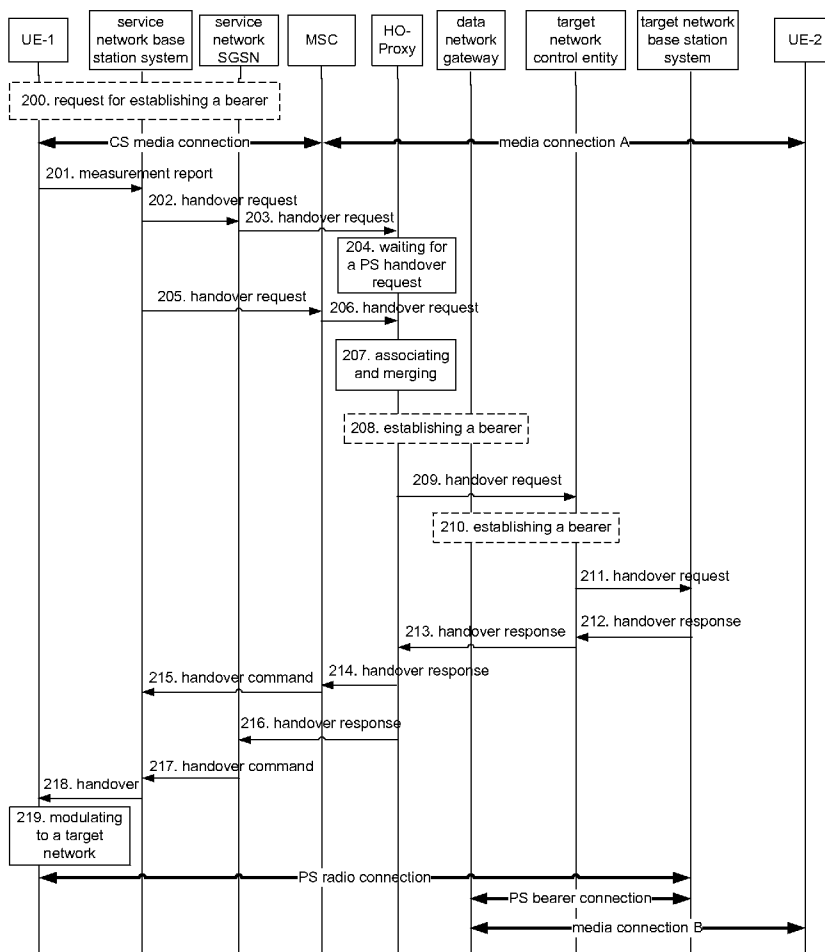 UE-1
service
network base
station system
service
network
SGSN
MSC
HO-
Proxy
data
network
gateway
target
network
control entity
target network
base station
system
UE-2
200. request for establishing a bearer
CS media connection
media connection A
201. measurement report
202. handover request
203. handover request
204. waiting for
a PS handover
request
205. handover request
206. handover request
207. associating
and merging
208. establishing a bearer
209. handover request
210. establishing a bearer
211. handover request
212. handover response
213. handover response
214. handover response
215. handover command
216. handover response
217. handover command
218. handover
219. modulating
to a target
network
PS radio connection
PS bearer connection
media connection B